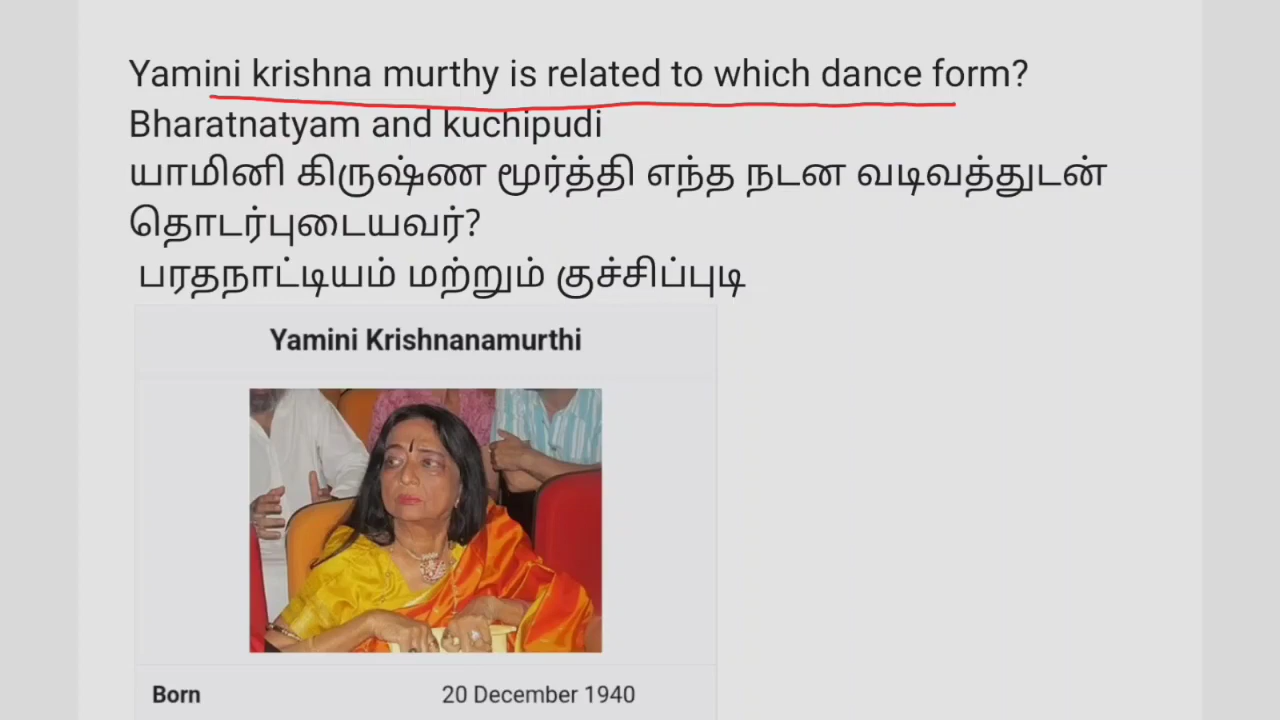 Yamini krishna murthy is related to which dance form?
Bharatnatyam and kuchipudi
யாமினி கிருஷ்ண மூர்த்தி எந்த நடன வடிவத்துடன்
தொடர்புடையவர்?
பரதநாட்டியம் மற்றும் குச்சிப்புடி
Yamini Krishnanamurthi
Born 20 December 1940